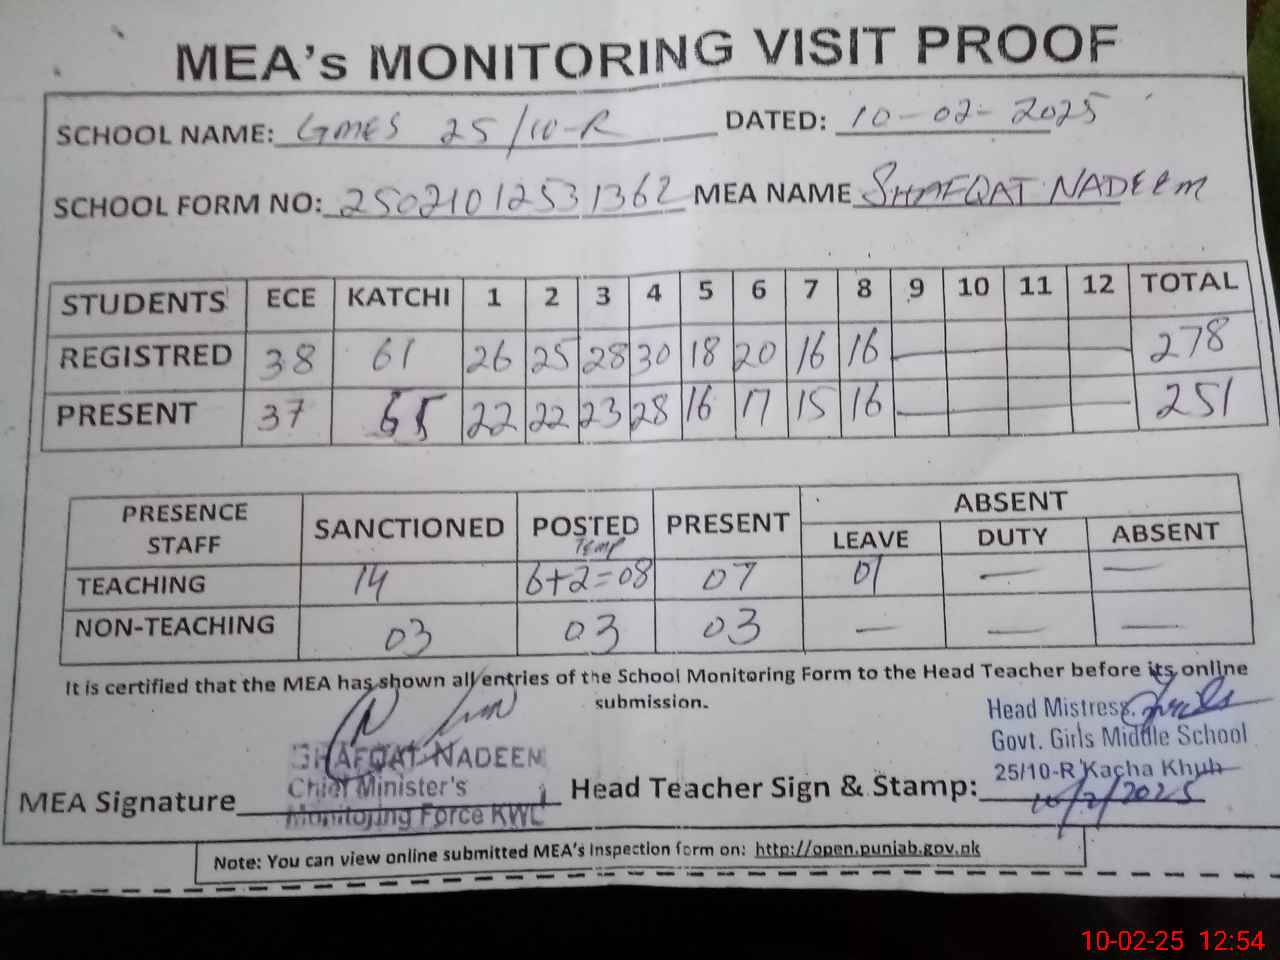 MEA's MONITORING VISIT PROOF
SCHOOL NAME: GMES 25/10-R DATED: 10-02-2025
SCHOOL FORM NO: 25021012531362 MEA NAME SHAFQAT NADEEM
STUDENTS ECE KATCHI 1 2 3 4 5 6 7 8 9 10 11 12 TOTAL
REGISTRED 38 61 26 25 28 30 18 20 16 16 278
PRESENT 37 22 22 23 28 16 17 15 16 251
PRESENCE STAFF SANCTIONED POSTED Temp PRESENT ABSENT
LEAVE DUTY ABSENT
TEACHING 14 6+2=08 07 01 — —
NON-TEACHING 03 03 03 — — —
It is certified that the MEA has shown all entries of the School Monitoring Form to the Head Teacher before its online
submission.
Head Mistress
Govt. Girls Middle School
25/10-R Kacha Khuh
10/2/2025
SHAFQAT NADEEM
Chief Minister's
Monitoring Force KWL
MEA Signature Head Teacher Sign & Stamp:
Note: You can view online submitted MEA's Inspection form on: http://open.punjab.gov.pk
10-02-25 12:54